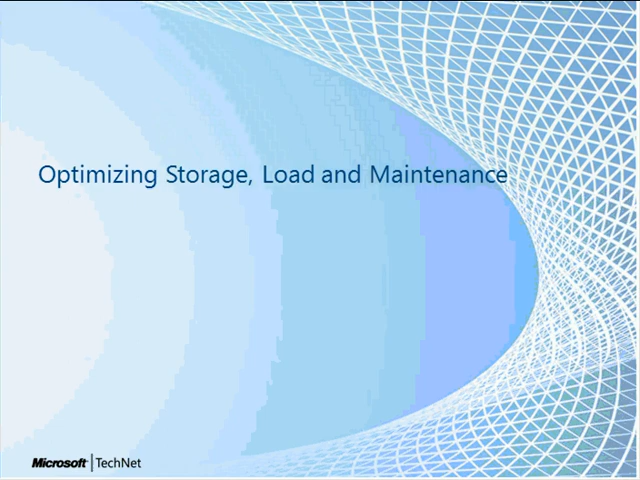 Optimizing Storage, Load and Maintenance
Microsoft | TechNet